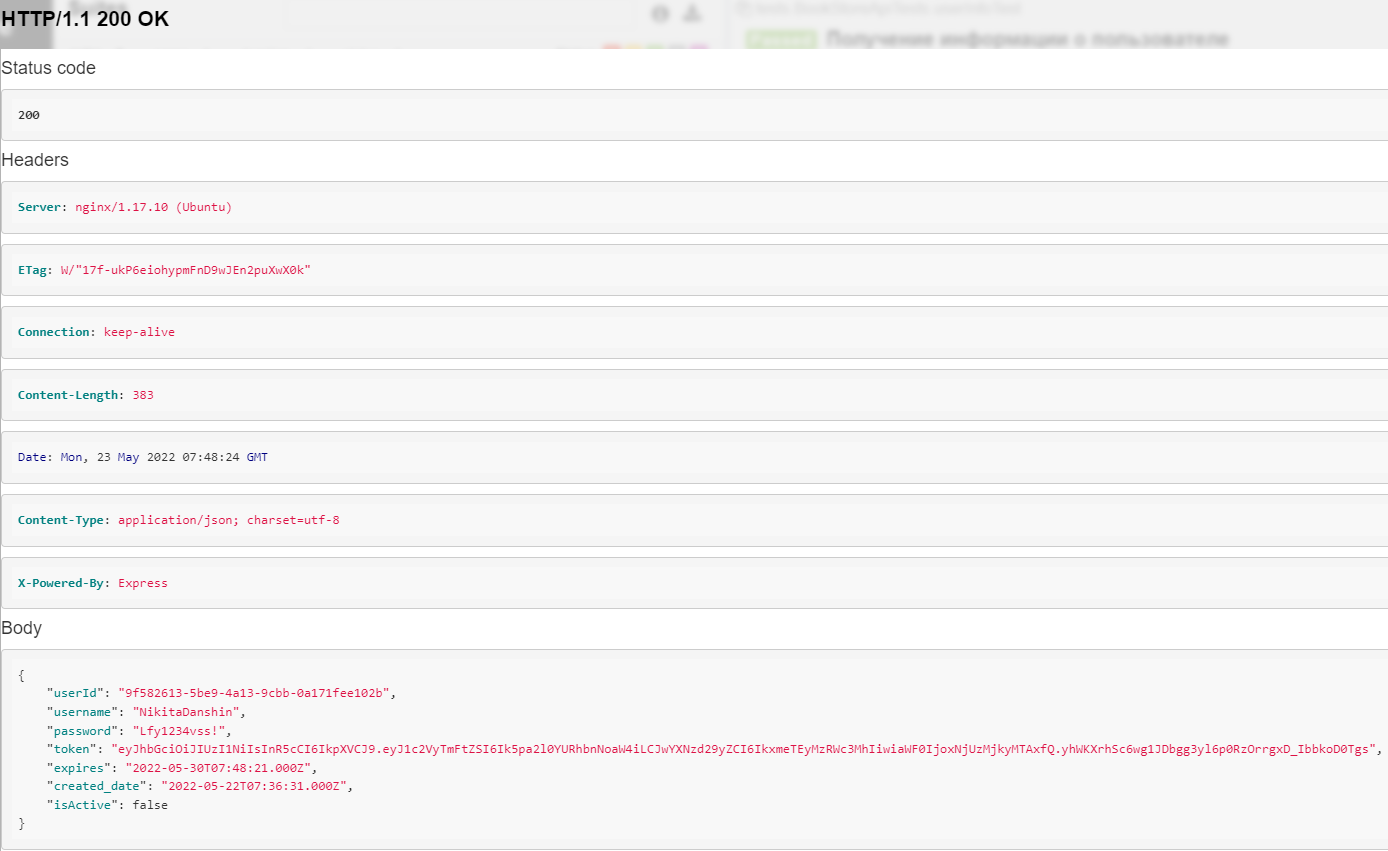 Suites
HTTP/1.1 200 OK
Получение информации о пользователе
Status code
200
Headers
Server: nginx/1.17.10 (Ubuntu)
ETag: W/"17f-ukP6eiohypmFnD9wJEn2puXwX0k"
Connection: keep-alive
Content-Length: 383
Date: Mon, 23 May 2022 07:48:24 GMT
Content-Type: application/json; charset=utf-8
X-Powered-By: Express
Body
{
"userId": "9f582613-5be9-4a13-9cbb-0a171fee102b",
"username": "NikitaDanshin",
"password": "Lfy1234vss!",
"token": "eyJhbGciOiJIUzI1NiIsInR5cCI6IkpXVCJ9.eyJ1c2VyTmFtZSI6Ik5pa2l0YURhbnNoaW4iLCJwYXNzd29yZCI6IkxmeTEyMzRWc3MhIiwiaWF0IjoxNjUzMjkyMTAxfQ.yhWKXrhSc6wg1JDbgg3yl6p0RzOrrgxD_IbbkoD0Tgs",
"expires": "2022-05-30T07:48:21.000Z",
"created_date": "2022-05-22T07:36:31.000Z",
"isActive": false
}